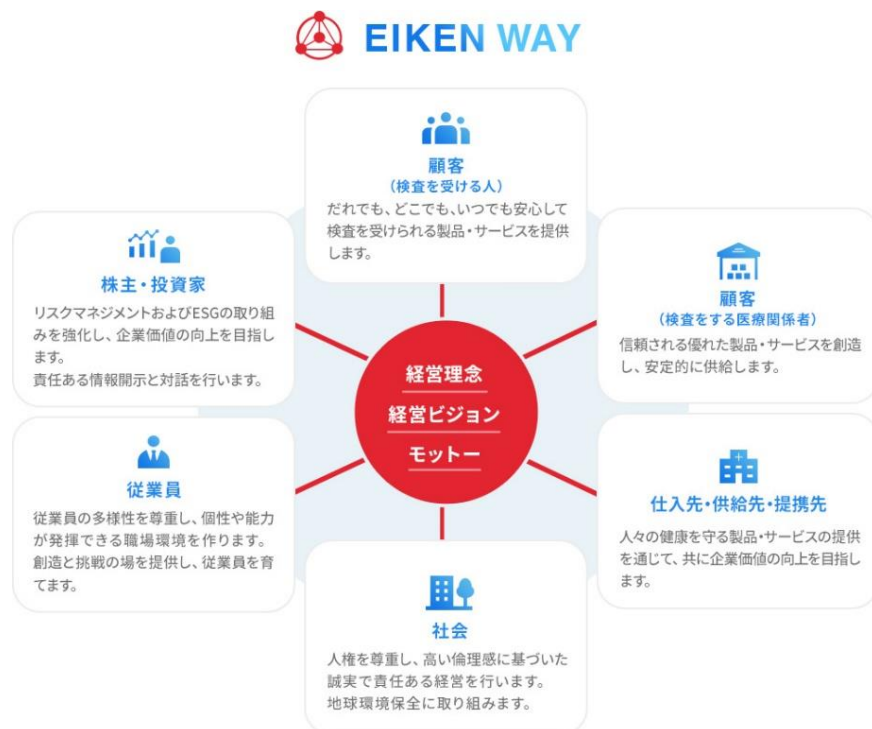 EIKEN WAY
顧客
（検査を受ける人）
だれでも、どこでも、いつでも安心して
検査を受けられる製品・サービスを提供
します。
株主・投資家
リスクマネジメントおよびESGの取り組
みを強化し、企業価値の向上を目指し
ます。
責任ある情報開示と対話を行います。
顧客
（検査をする医療関係者）
信頼される優れた製品・サービスを創造
し、安定的に供給します。
経営理念
経営ビジョン
モットー
従業員
従業員の多様性を尊重し、個性や能力
が発揮できる職場環境を作ります。
創造と挑戦の場を提供し、従業員を育
てます。
仕入先・供給先・提携先
人々の健康を守る製品・サービスの提供
を通じて、共に企業価値の向上を目指し
ます。
社会
人権を尊重し、高い倫理感に基づいた
誠実で責任ある経営を行います。
地球環境保全に取り組みます。